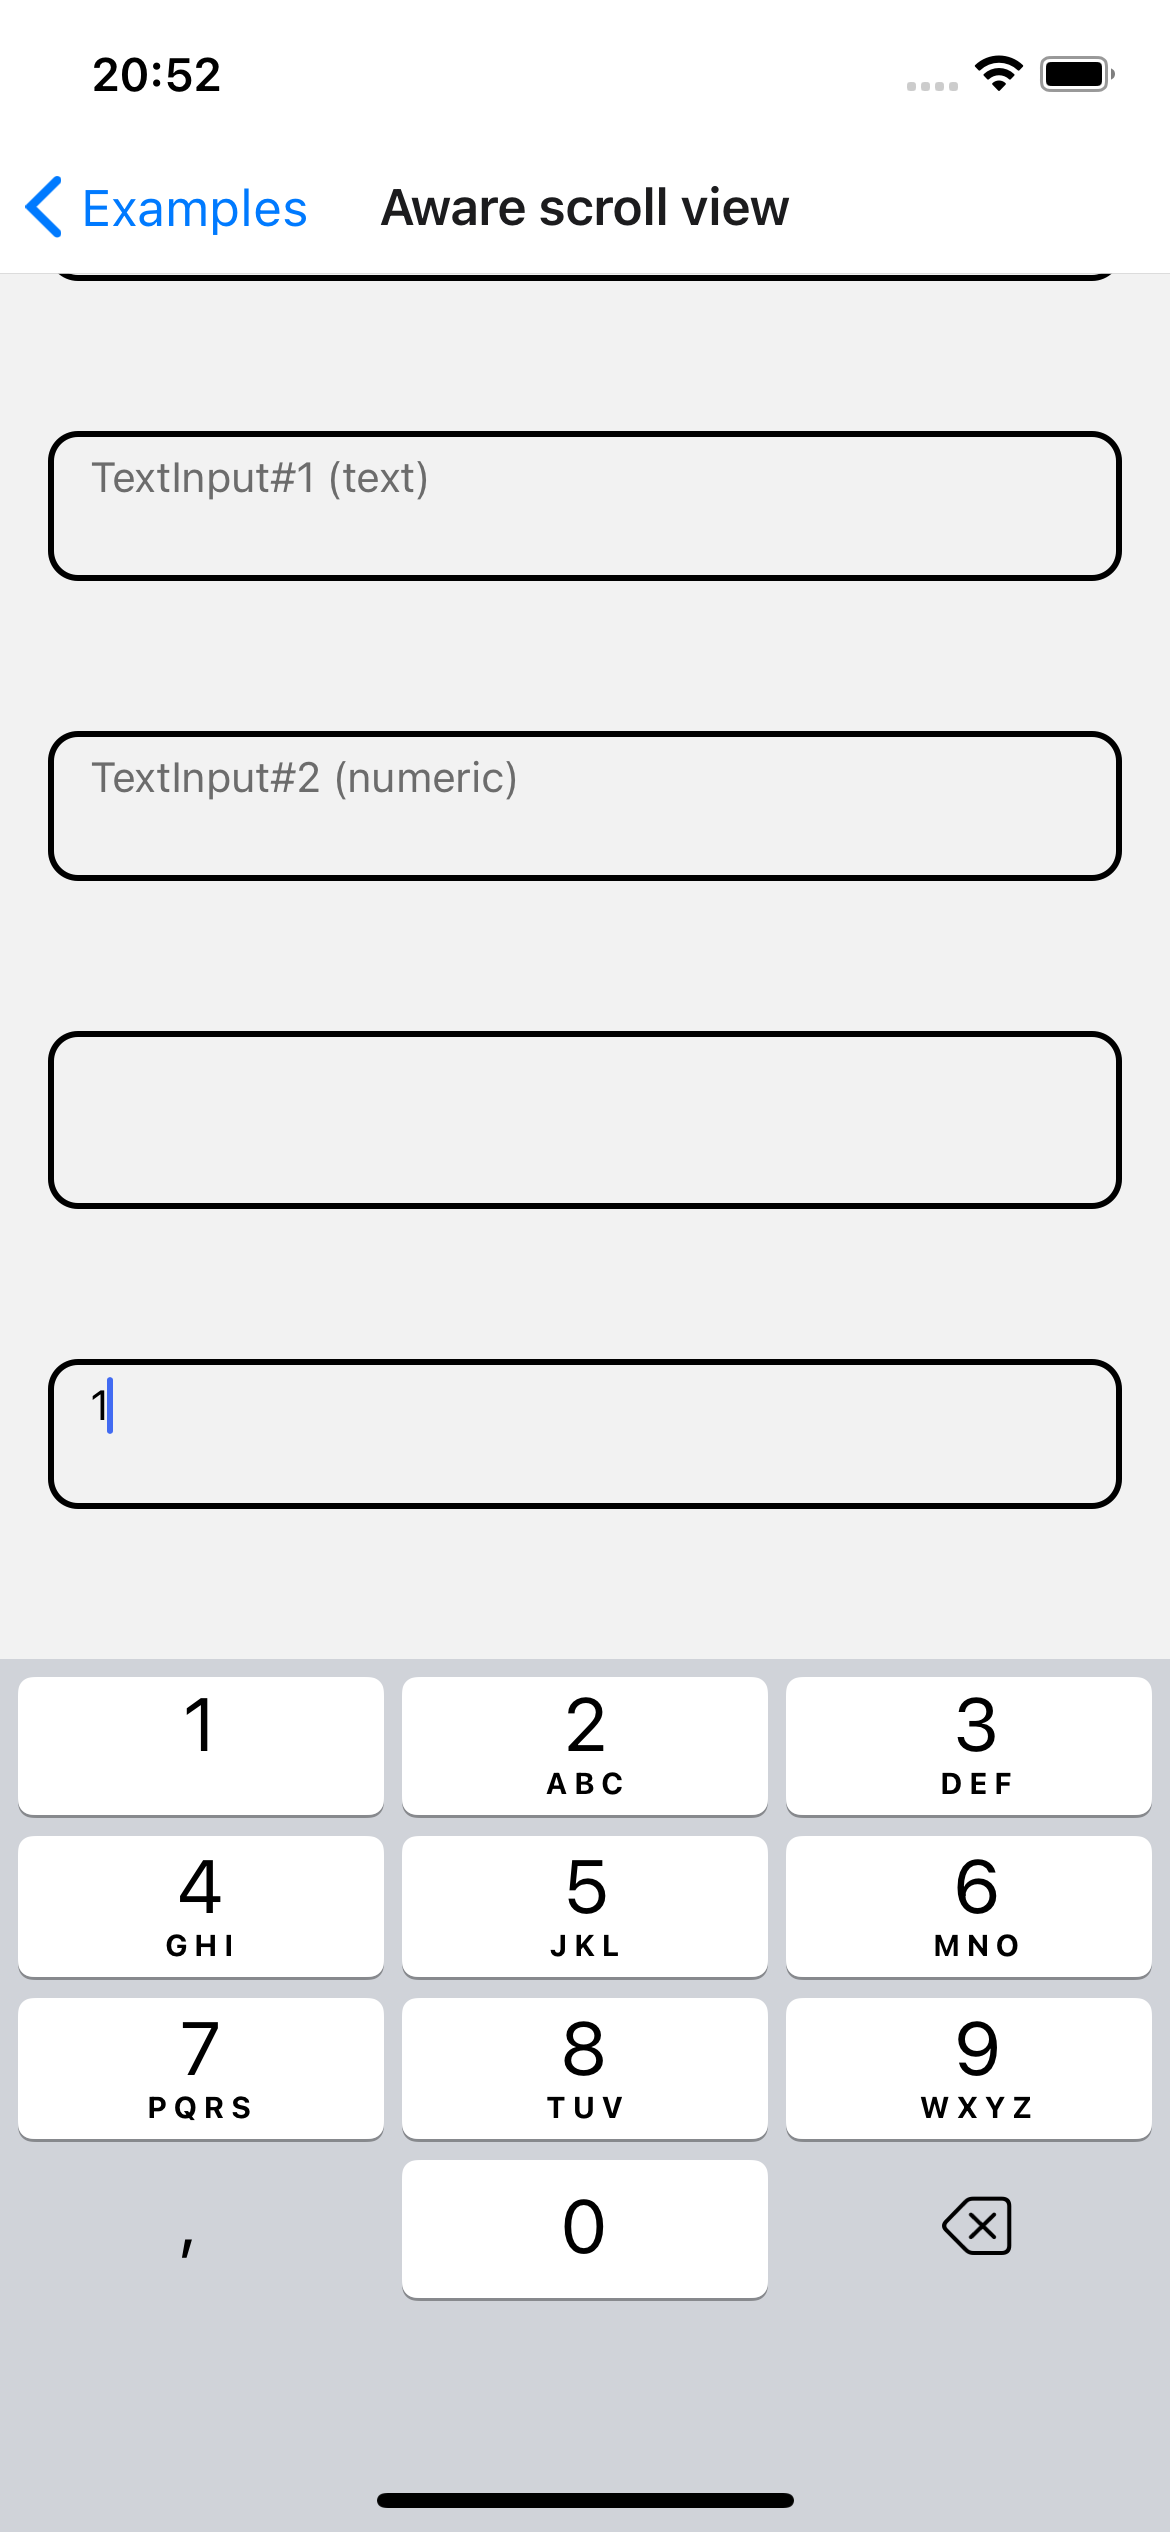 20:52
Examples
Aware scroll view
TextInput#1 (text)
TextInput#2 (numeric)
1
1
2
ABC
3
DEF
4
GHI
5
JKL
6
MNO
7
PQRS
8
TUV
9
WXYZ
,
0